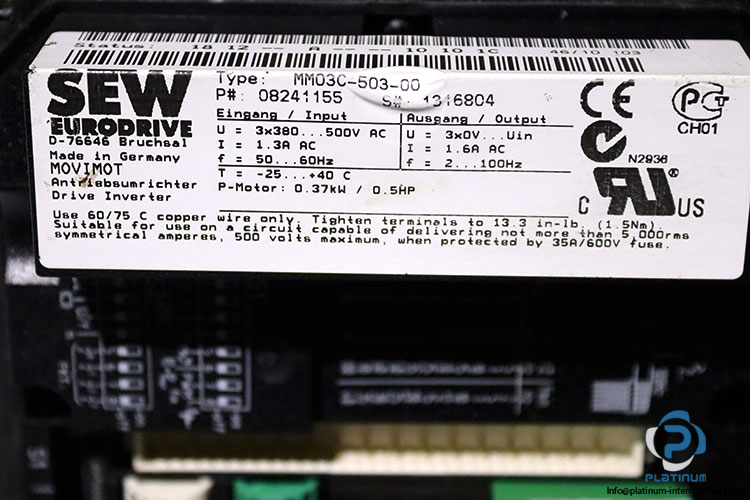 Status: 18 12 -- A -- -- 10 10 1C 46/10 103
SEW
EURODRIVE
D-76646 Bruchsal
Made in Germany
MOVIMOT
Antriebsumrichter
Drive Inverter
Type: MM03C-503-00
P#: 08241155 S#: 1316804
Eingang / Input
U = 3x380...500V AC
I = 1.3A AC
f = 50...60Hz
T = -25...+40 C
P-Motor: 0.37kW / 0.5HP
Ausgang / Output
U = 3x0V...Uin
I = 1.6A AC
f = 2...100Hz
CE
PCT
CH01
N2936
C RU ® US
Use 60/75 C copper wire only. Tighten terminals to 13.3 in-lb. (1.5Nm).
Suitable for use on a circuit capable of delivering not more than 5,000rms
symmetrical amperes, 500 volts maximum, when protected by 35A/600V fuse.
PLATINUM